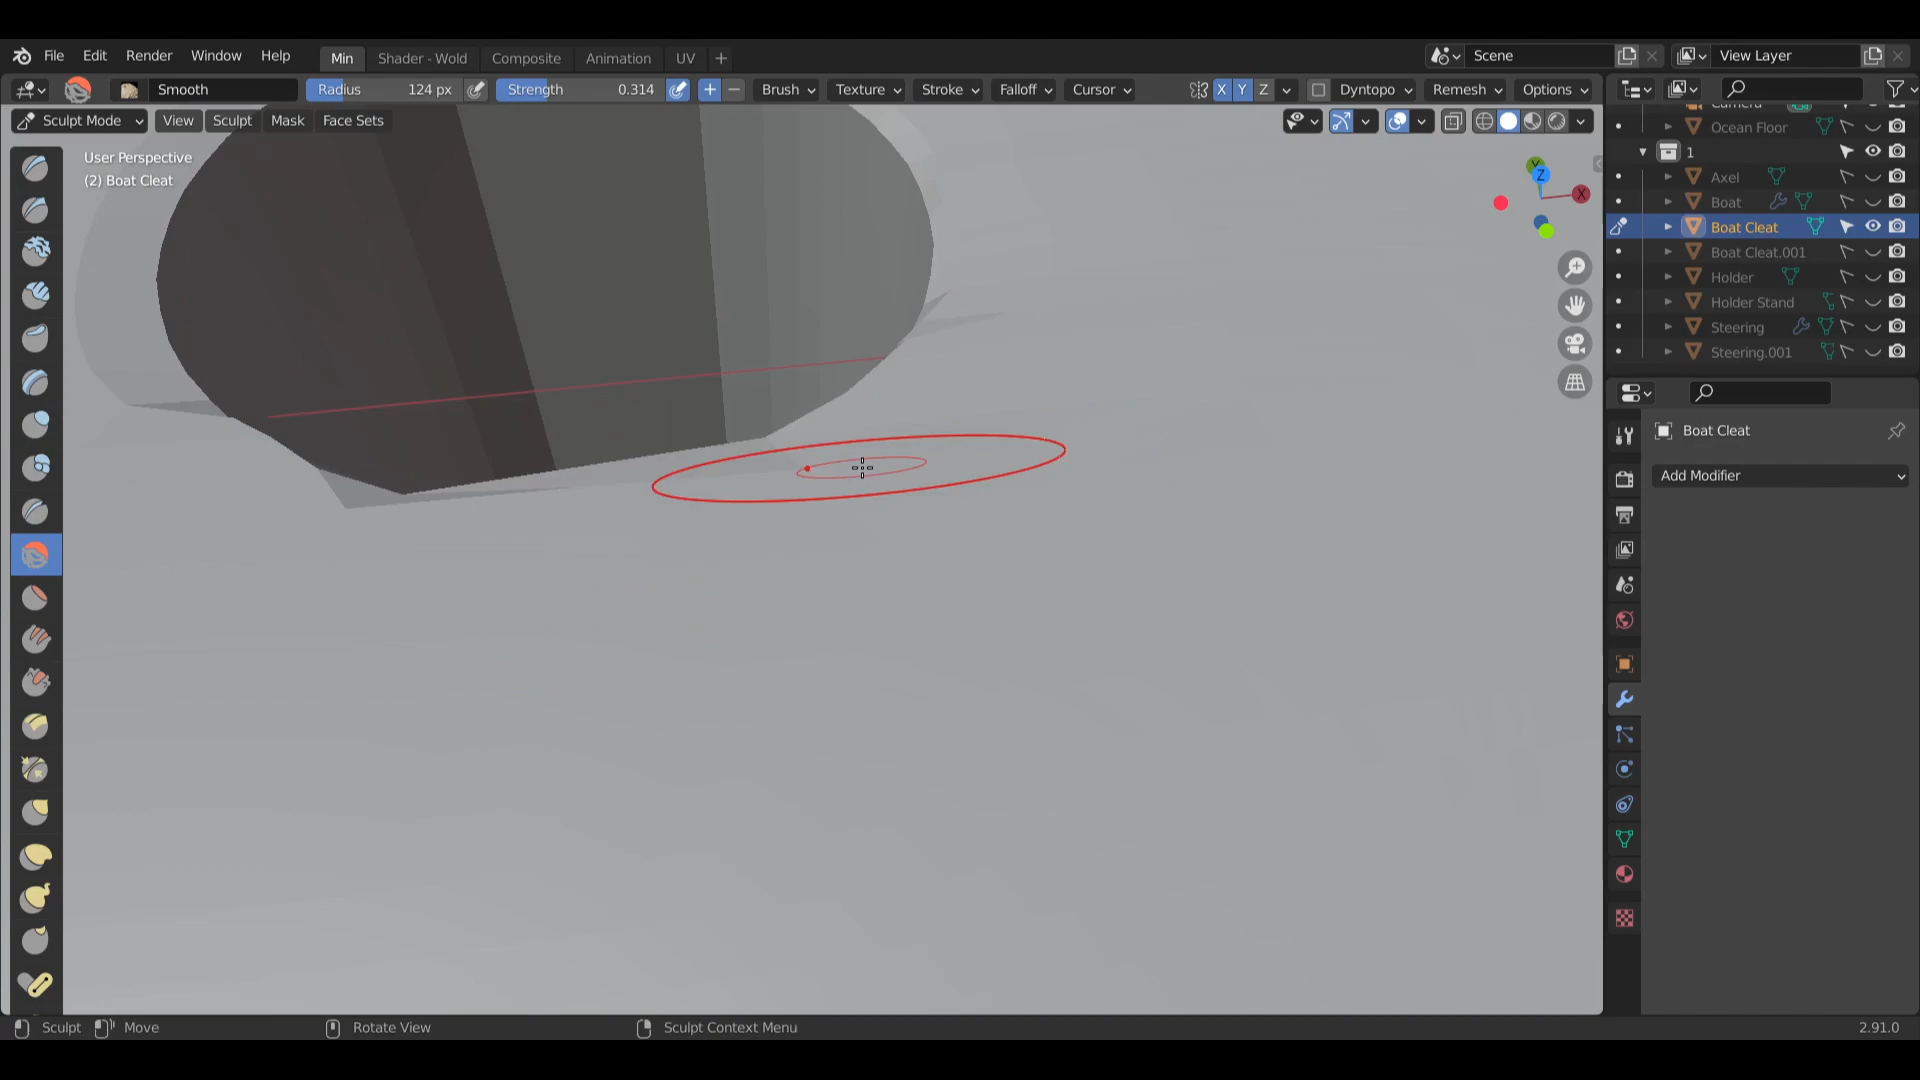 File Edit Render Window Help Min Shader - Wold Composite Animation UV + Scene View Layer
Smooth Radius 124 px Strength 0.314 Brush Texture Stroke Falloff Cursor X Y Z Dyntopo Remesh Options
Sculpt Mode View Sculpt Mask Face Sets
User Perspective
(2) Boat Cleat
Y
Z
X
Camera
Ocean Floor
1
Axel
Boat
Boat Cleat
Boat Cleat.001
Holder
Holder Stand
Steering
Steering.001
Boat Cleat
Add Modifier
Sculpt Move Rotate View Sculpt Context Menu 2.91.0